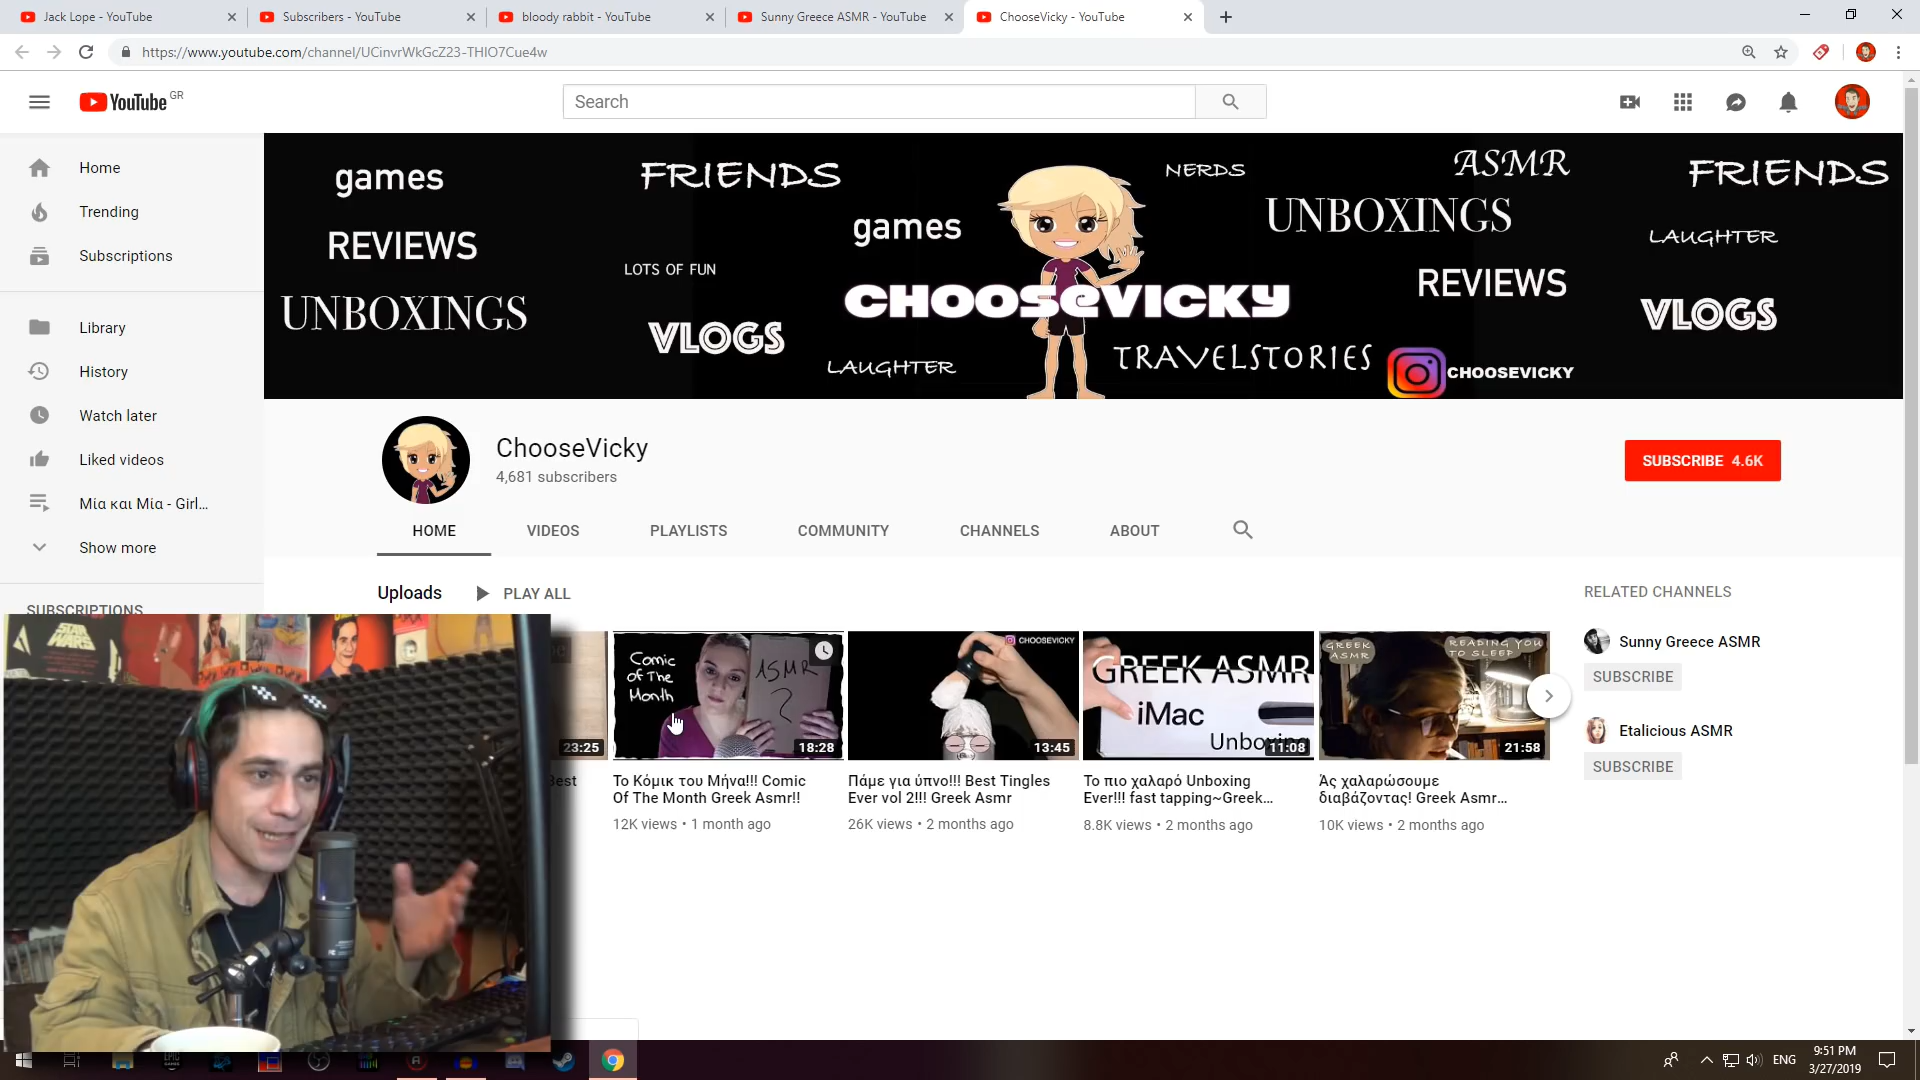 Jack Lope - YouTube
Subscribers - YouTube
bloody rabbit - YouTube
Sunny Greece ASMR - YouTube
ChooseVicky - YouTube
https://www.youtube.com/channel/UCinvrWkGcZ23-THIO7Cue4w
YouTube GR
Search
Home
Trending
Subscriptions
Library
History
Watch later
Liked videos
Μία και Μία - Girl...
Show more
SUBSCRIPTIONS
games
FRIENDS
NERDS
ASMR
FRIENDS
REVIEWS
games
UNBOXINGS
LAUGHTER
LOTS OF FUN
UNBOXINGS
CHOOSEVICKY
REVIEWS
VLOGS
VLOGS
LAUGHTER
TRAVELSTORIES
CHOOSEVICKY
ChooseVicky
4,681 subscribers
SUBSCRIBE 4.6K
HOME
VIDEOS
PLAYLISTS
COMMUNITY
CHANNELS
ABOUT
Uploads
PLAY ALL
RELATED CHANNELS
Sunny Greece ASMR
SUBSCRIBE
Etalicious ASMR
SUBSCRIBE
STAR WARS
23:25
Best
Comic
of The
Month
ASMR
?
18:28
Το Κόμικ του Μήνα!!! Comic
Of The Month Greek Asmr!!
12K views • 1 month ago
CHOOSEVICKY
13:45
Πάμε για ύπνο!!! Best Tingles
Ever vol 2!!! Greek Asmr
26K views • 2 months ago
GREEK ASMR
iMac
Unboxing
11:08
Το πιο χαλαρό Unboxing
Ever!!! fast tapping~Greek...
8.8K views • 2 months ago
GREEK
ASMR
READING YOU
TO SLEEP
21:58
Άς χαλαρώσουμε
διαβάζοντας! Greek Asmr...
10K views • 2 months ago
ENG
9:51 PM
3/27/2019